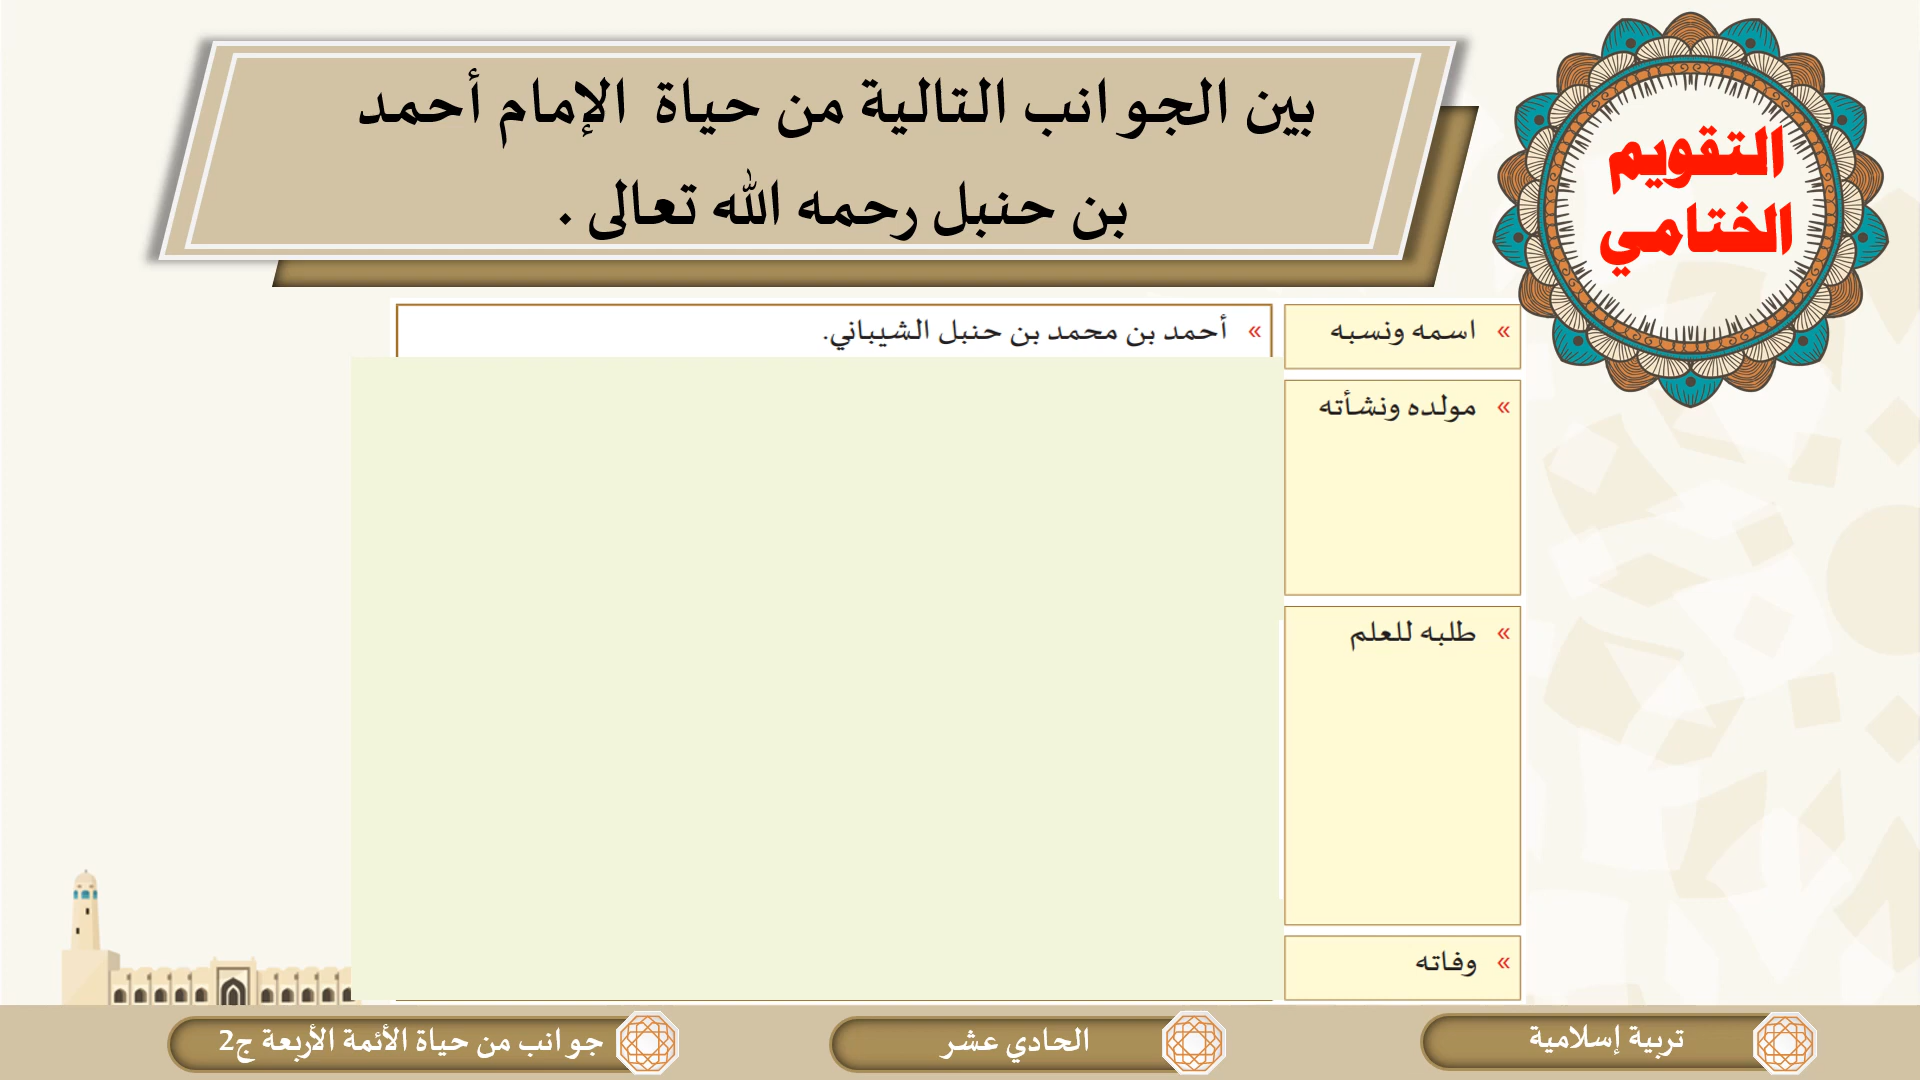 التقويم
الختامي
بين الجوانب التالية من حياة الإمام أحمد
بن حنبل رحمه الله تعالى .
» اسمه ونسبه
» أحمد بن محمد بن حنبل الشيباني.
» مولده ونشأته
» طلبه للعلم
» وفاته
تربية إسلامية
الحادي عشر
جوانب من حياة الأئمة الأربعة ج2